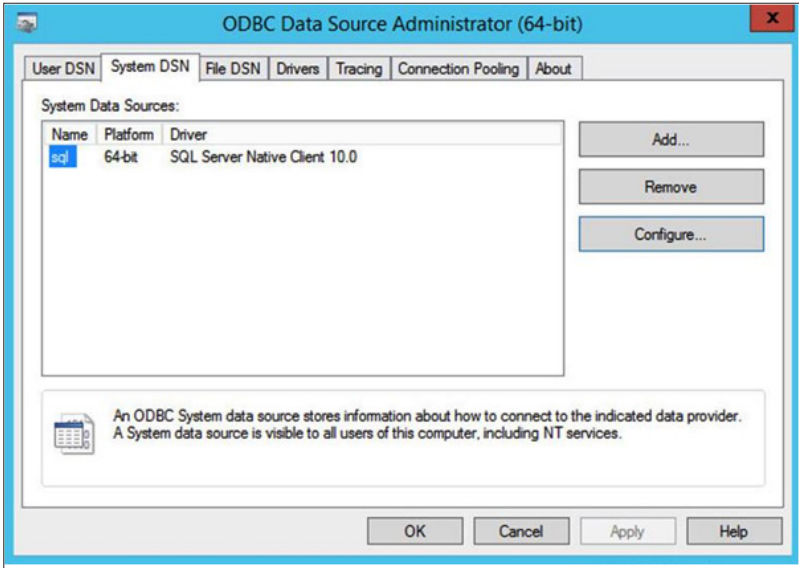 ODBC Data Source Administrator (64-bit)
x
User DSN System DSN File DSN Drivers Tracing Connection Pooling About
System Data Sources:
Name Platform Driver
sql 64-bit SQL Server Native Client 10.0
Add...
Remove
Configure...
An ODBC System data source stores information about how to connect to the indicated data provider.
A System data source is visible to all users of this computer, including NT services.
OK Cancel Apply Help